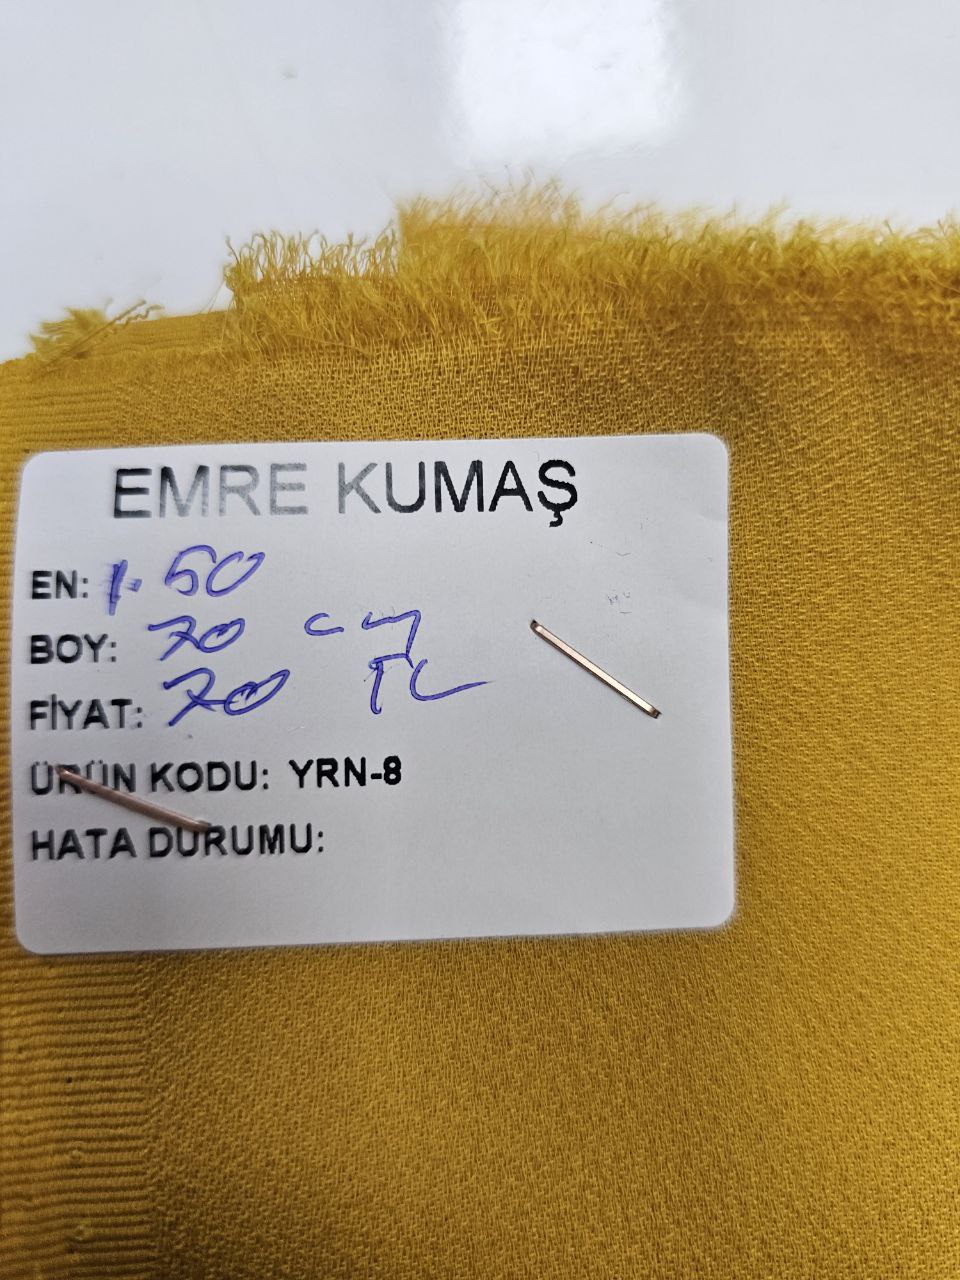 EMRE KUMAŞ
EN: 1.50
BOY: 70 cm
FİYAT: 70 TL
ÜRÜN KODU: YRN-8
HATA DURUMU: